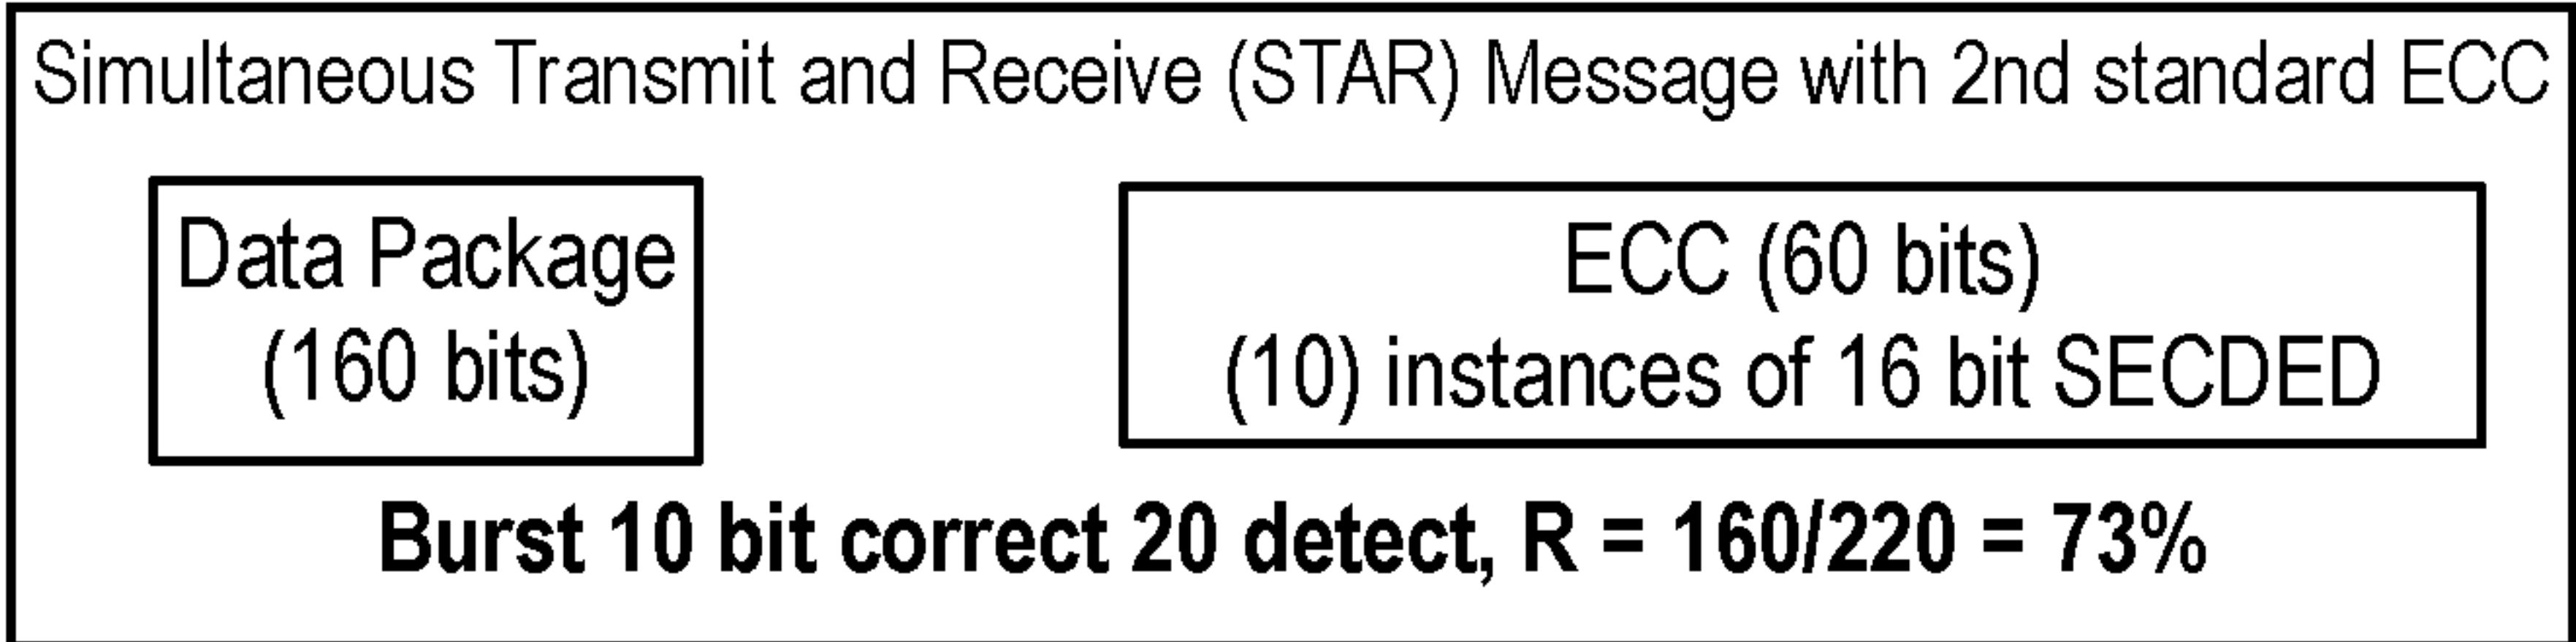 Simultaneous Transmit and Receive (STAR) Message with 2nd standard ECC
Data Package
(160 bits)
ECC (60 bits)
(10) instances of 16 bit SECDED
Burst 10 bit correct 20 detect, R = 160/220 = 73%